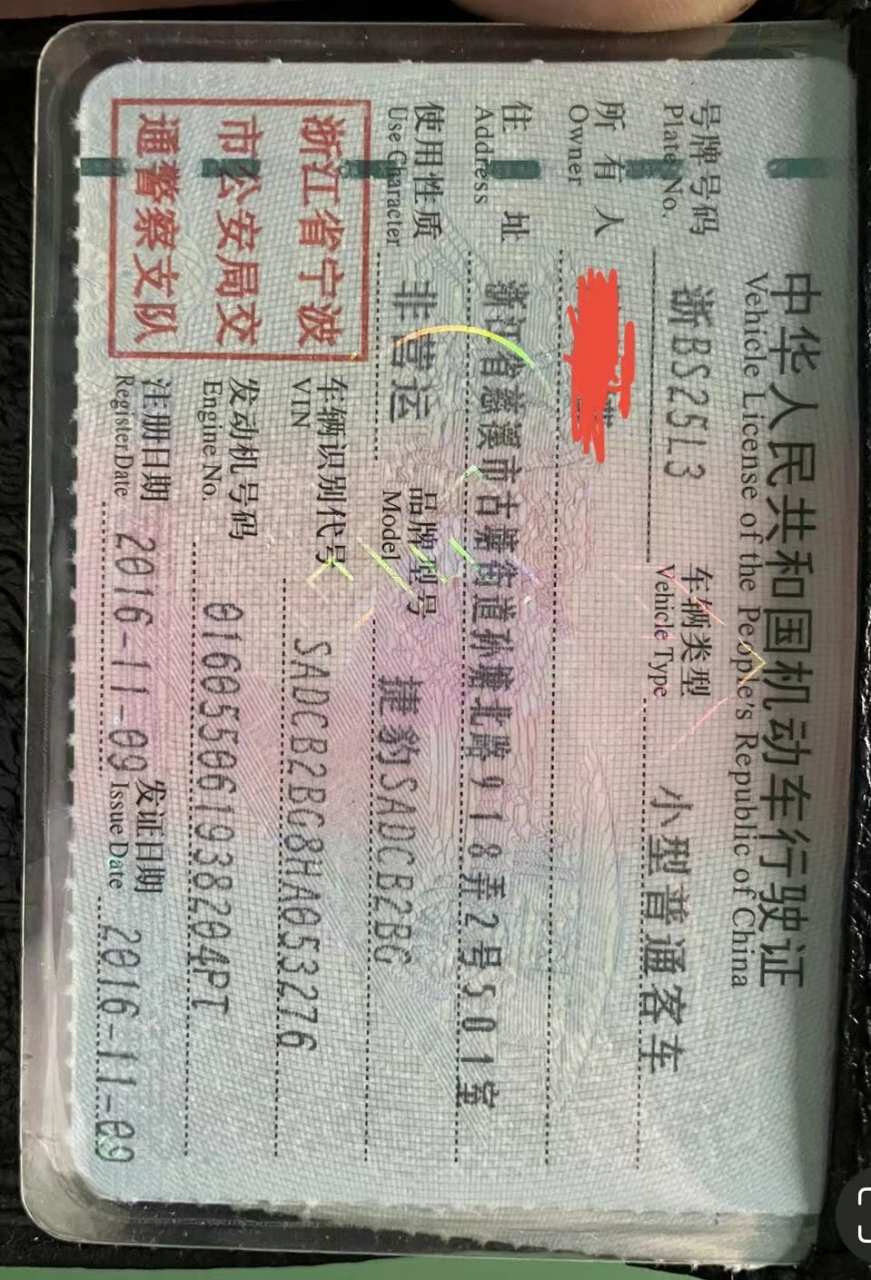 中华人民共和国机动车行驶证
Vehicle License of the People's Republic of China
号牌号码 浙BS25L3 车辆类型 小型普通客车
Plate No. Vehicle Type
所有人
Owner
住址 浙江省慈溪市古塘街道孙塘北路918弄2号501室
Address
使用性质 非营运 品牌型号 捷豹SADCB2BG
Use Character Model
浙江省宁波
市公安局交
通警察支队
车辆识别代号 SADCB2BG8HA053276
VIN
发动机号码 016055061938204PT
Engine No.
注册日期 2016-11-09 发证日期 2016-11-09
Register Date Issue Date